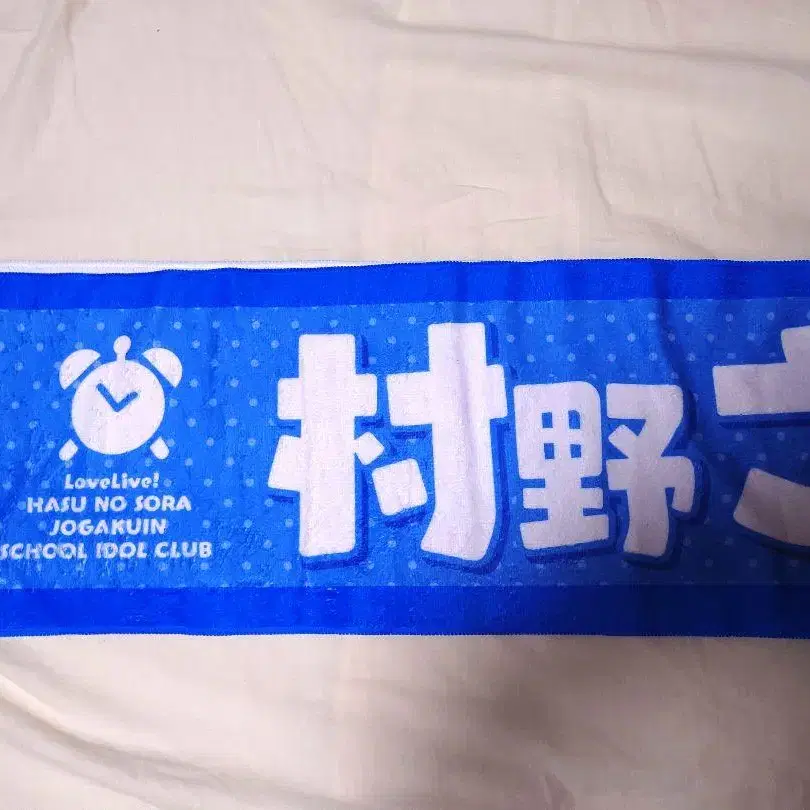 LoveLive!
HASU NO SORA
JOGAKUIN
SCHOOL IDOL CLUB
村野